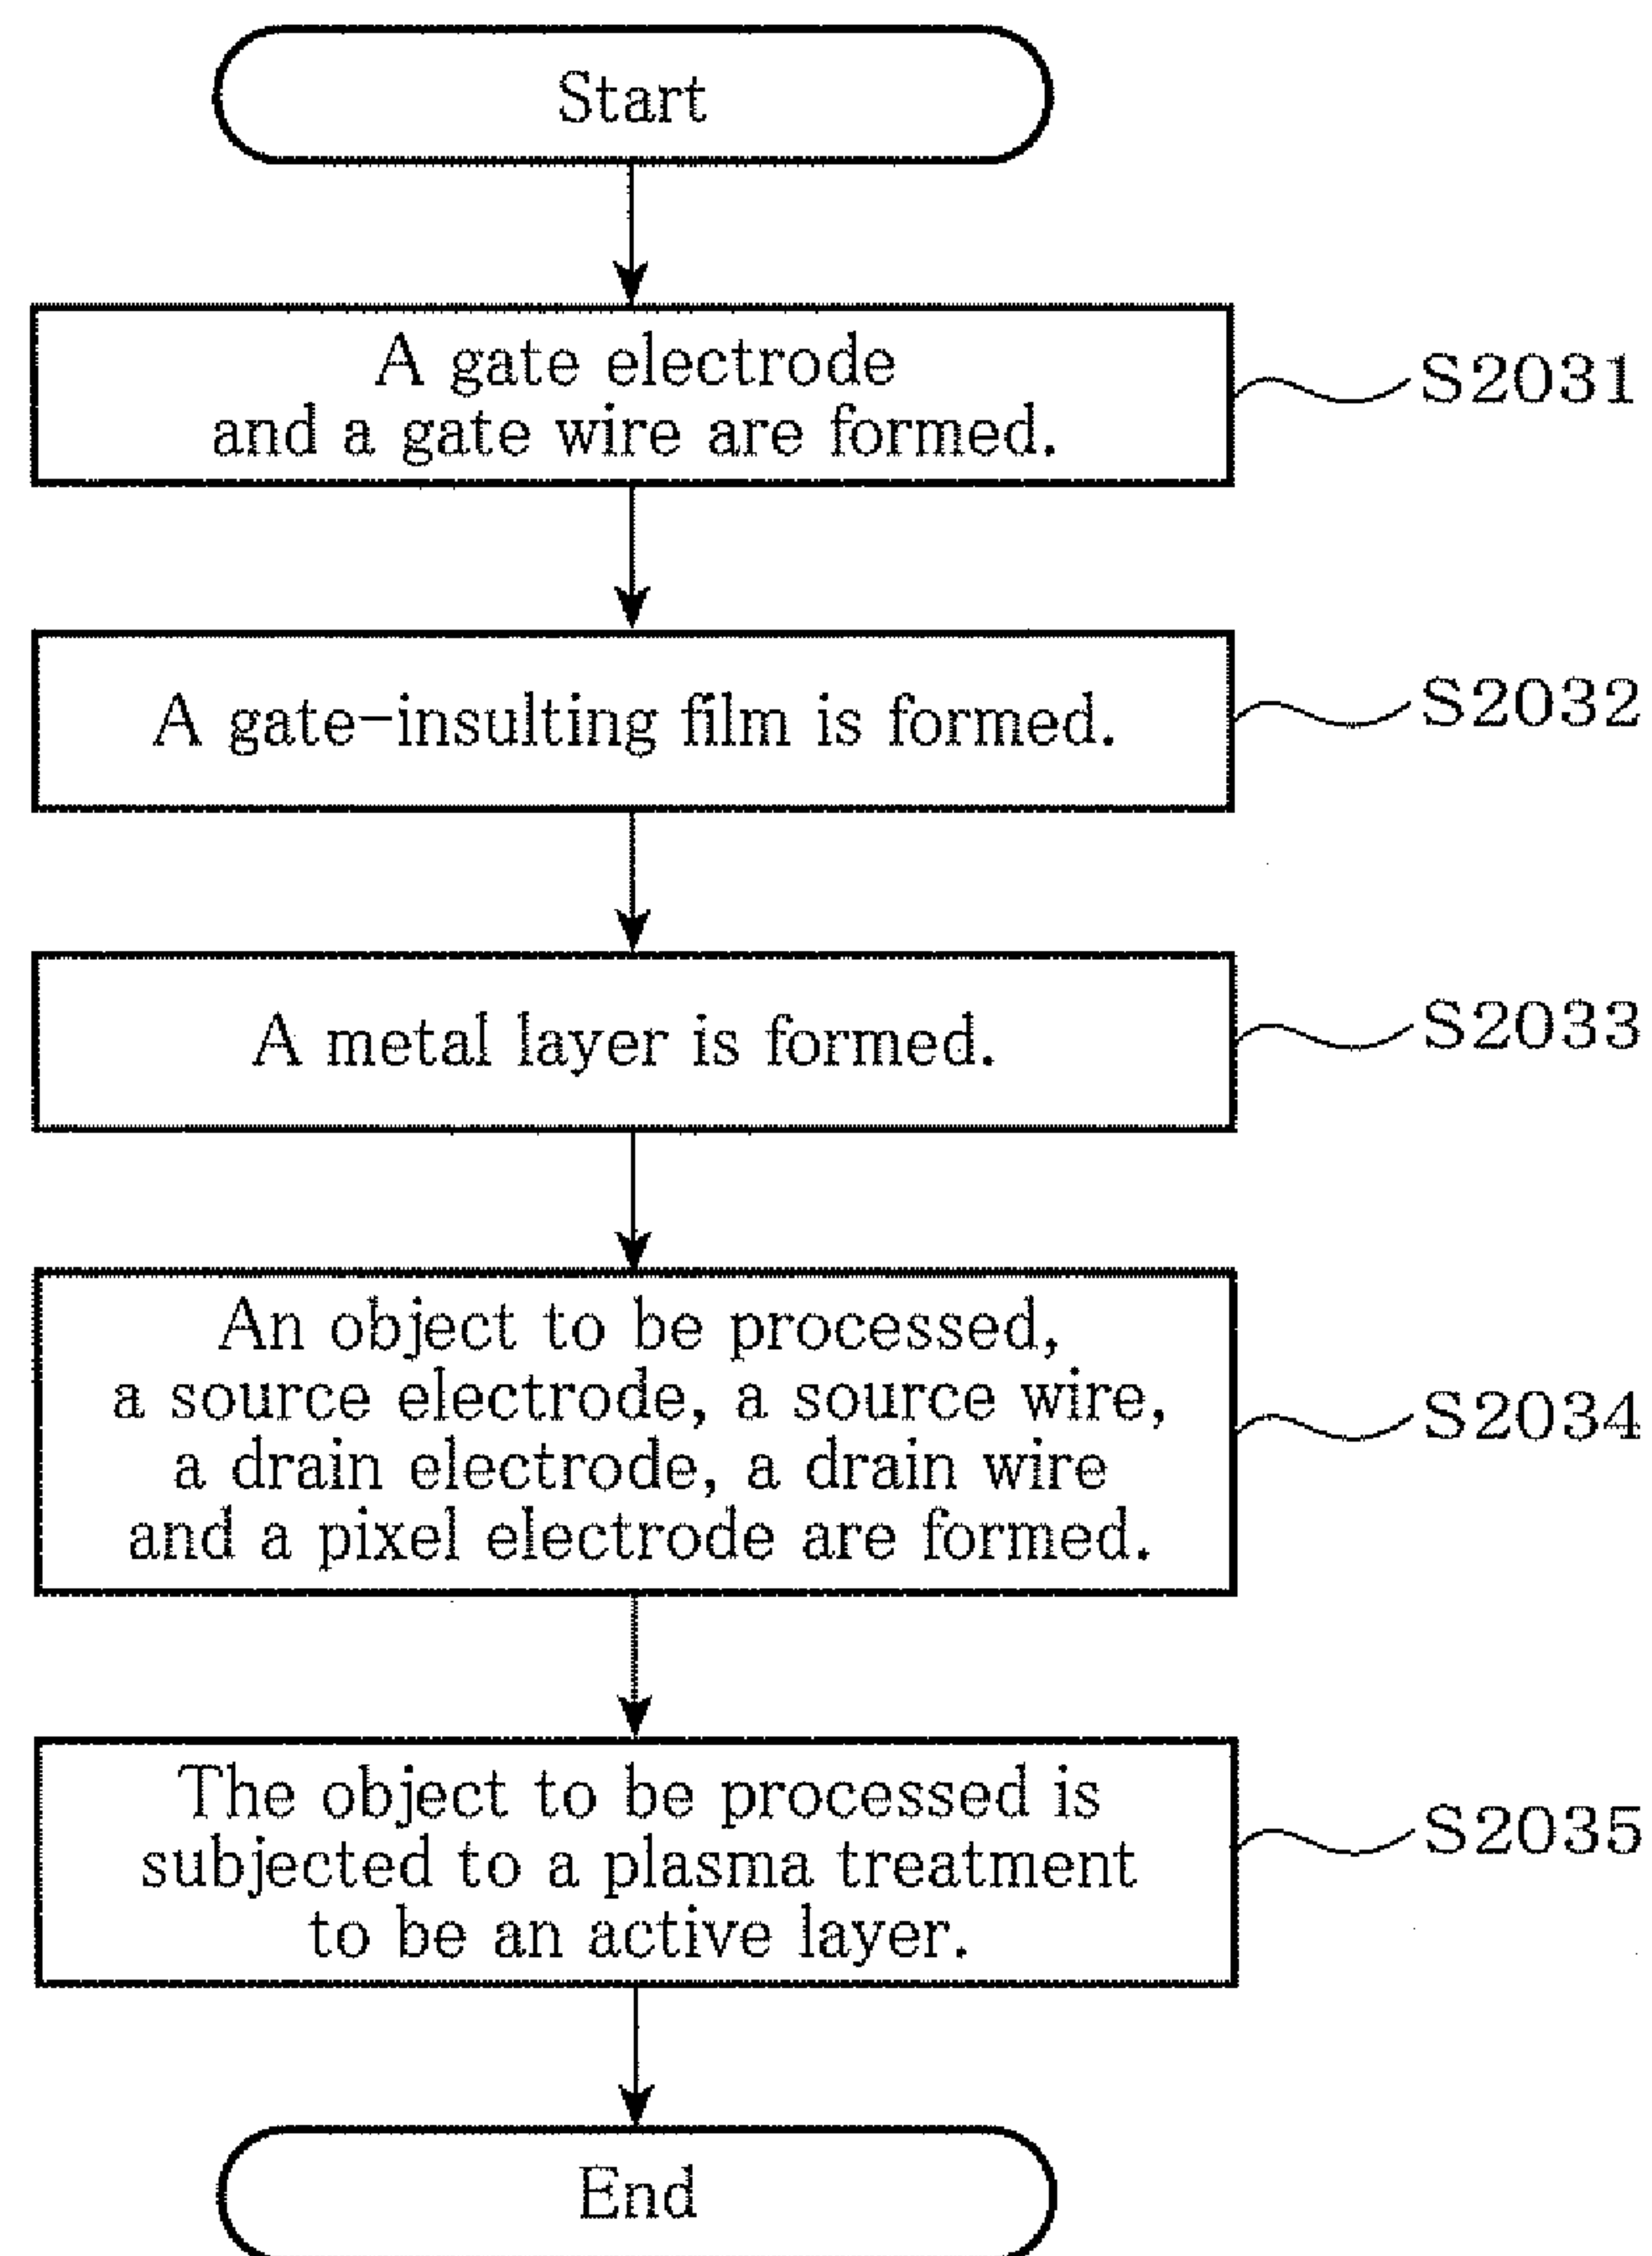 Start
A gate electrode
and a gate wire are formed.
S2031
A gate-insulting film is formed.
S2032
A metal layer is formed.
S2033
An object to be processed,
a source electrode, a source wire,
a drain electrode, a drain wire
and a pixel electrode are formed.
S2034
The object to be processed is
subjected to a plasma treatment
to be an active layer.
S2035
End